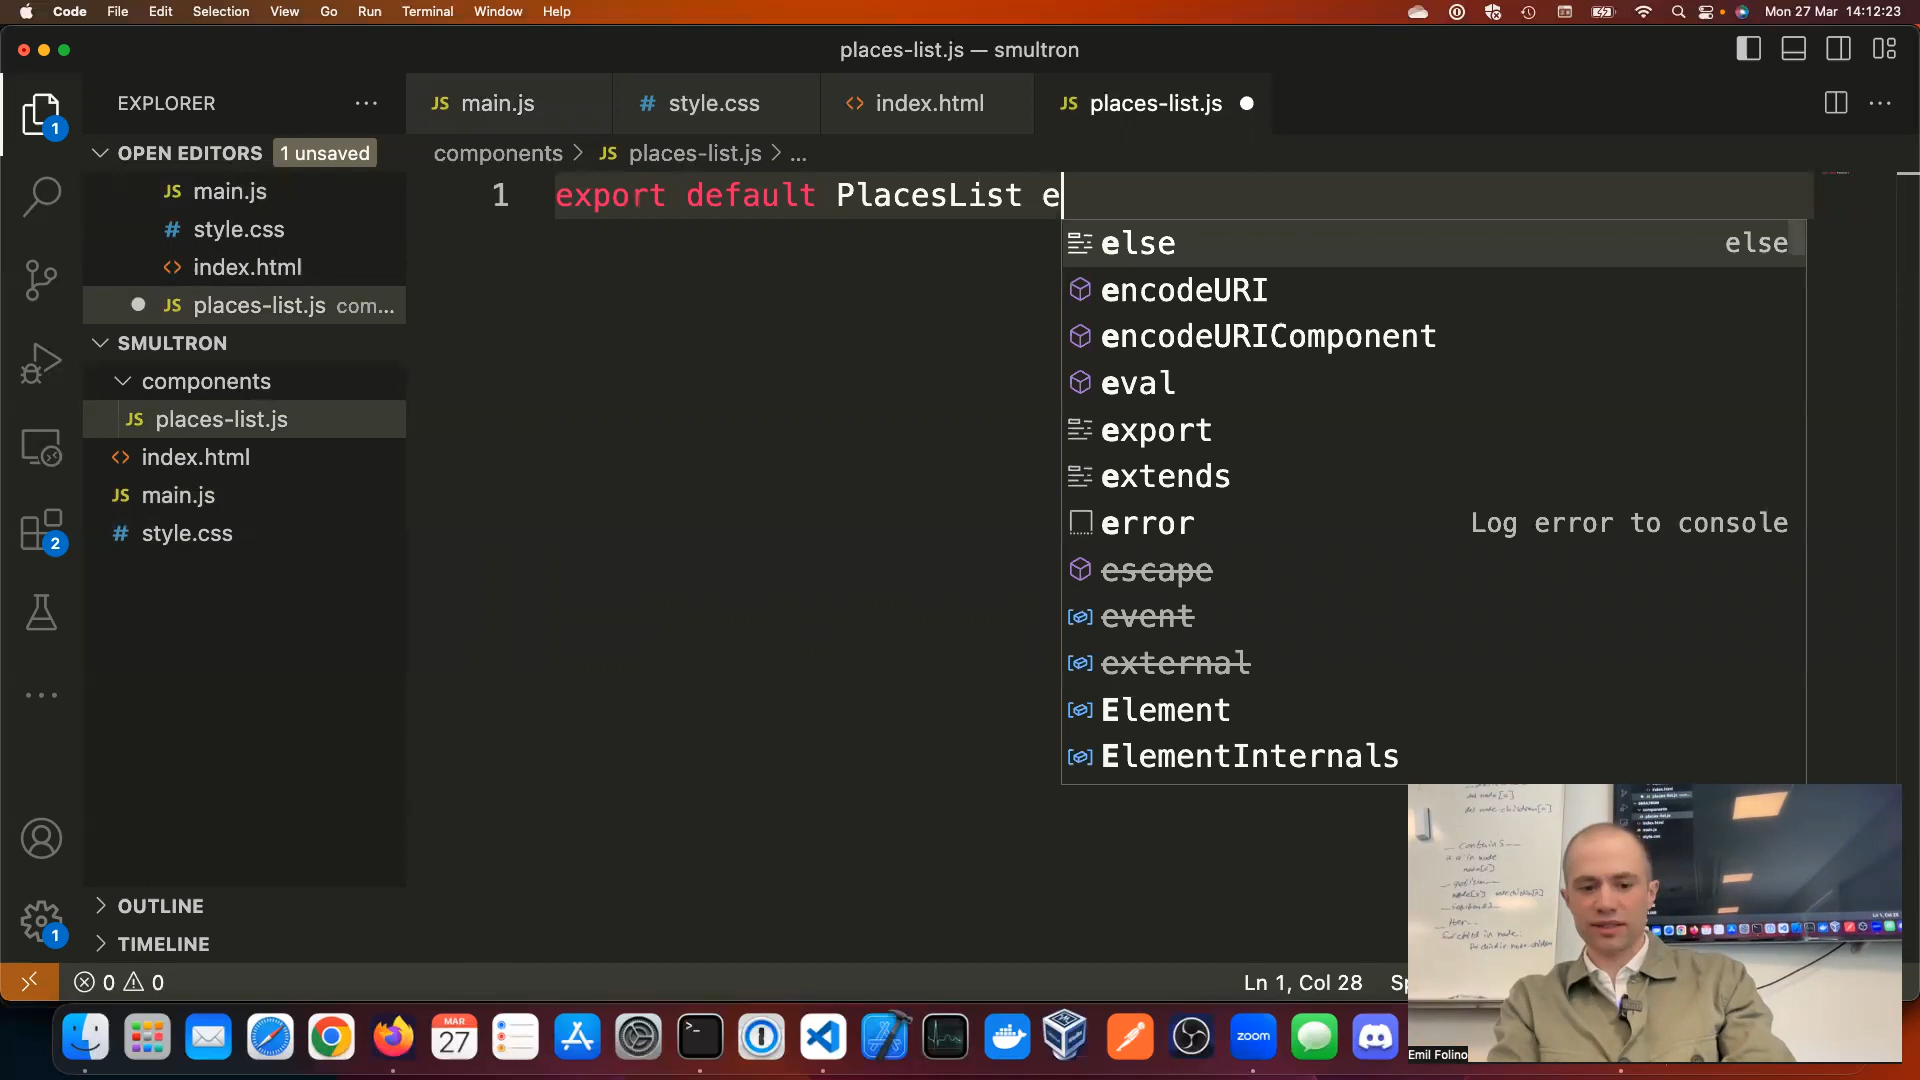 Code File Edit Selection View Go Run Terminal Window Help Mon 27 Mar 14:12:23
places-list.js — smultron
EXPLORER
JS main.js
# style.css
<> index.html
JS places-list.js
OPEN EDITORS 1 unsaved
components > JS places-list.js > ...
JS main.js
# style.css
<> index.html
JS places-list.js com...
SMULTRON
components
JS places-list.js
<> index.html
JS main.js
# style.css
1 export default PlacesList e
else else
encodeURI
encodeURIComponent
eval
export
extends
error Log error to console
escape
event
external
Element
ElementInternals
1
2
1
OUTLINE
TIMELINE
0 0
Ln 1, Col 28 Sp
MAR
27
zoom
contains
Emil Folino